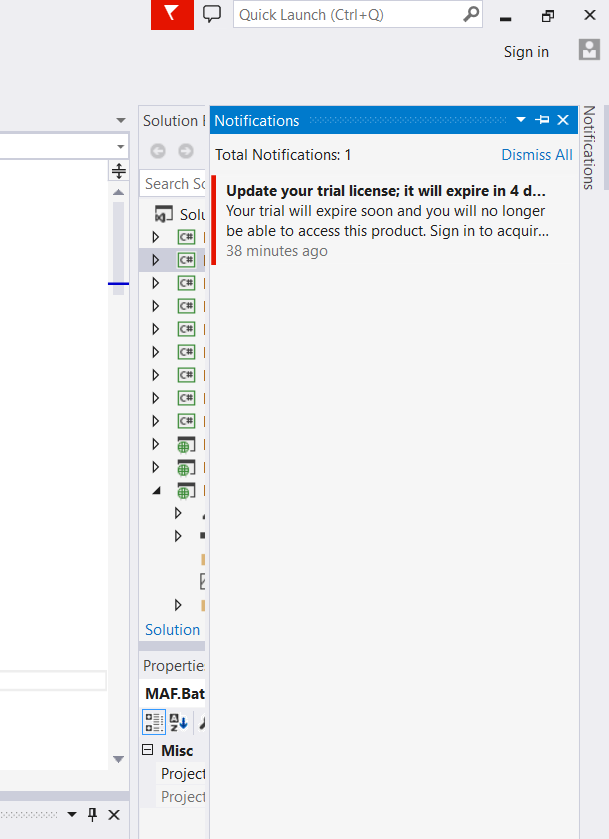 Quick Launch (Ctrl+Q)
Sign in
Solution
Notifications
Notifications
Total Notifications: 1
Dismiss All
Search
Update your trial license; it will expire in 4 d...
Your trial will expire soon and you will no longer
be able to access this product. Sign in to acquir...
38 minutes ago
Solu
C#
C#
C#
C#
C#
C#
C#
C#
C#
Solution
Propertie
MAF.Bat
A
Z
Misc
Project
Project